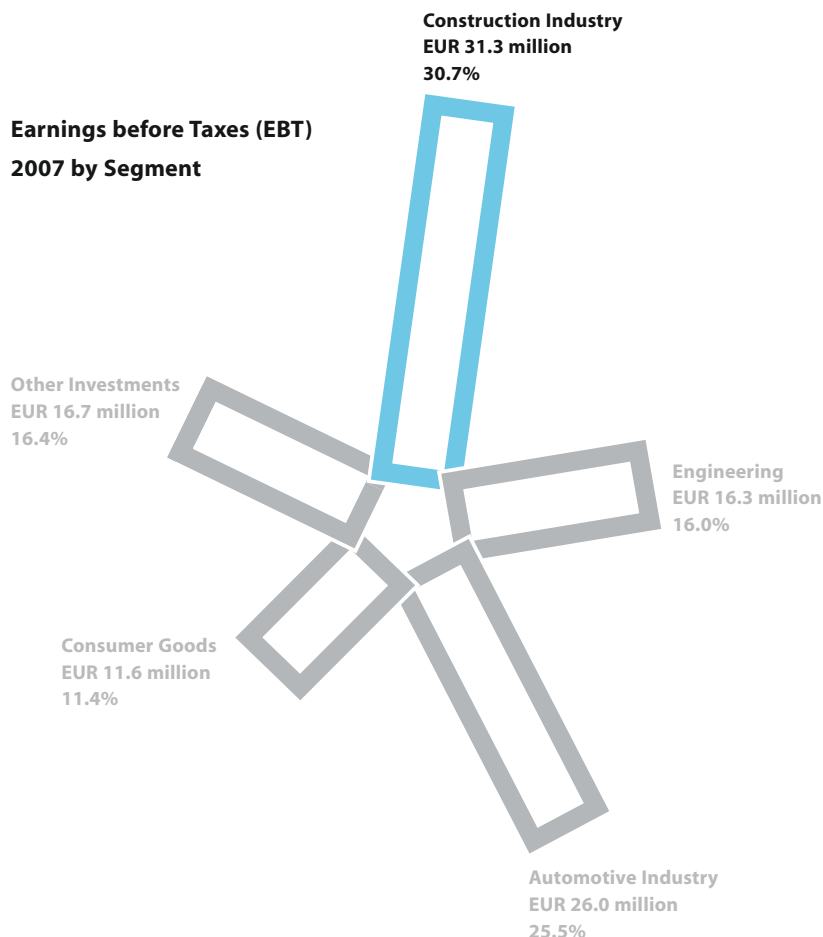 Construction Industry
EUR 31.3 million
30.7%
Earnings before Taxes (EBT)
2007 by Segment
Other Investments
EUR 16.7 million
16.4%
Engineering
EUR 16.3 million
16.0%
Consumer Goods
EUR 11.6 million
11.4%
Automotive Industry
EUR 26.0 million
25.5%